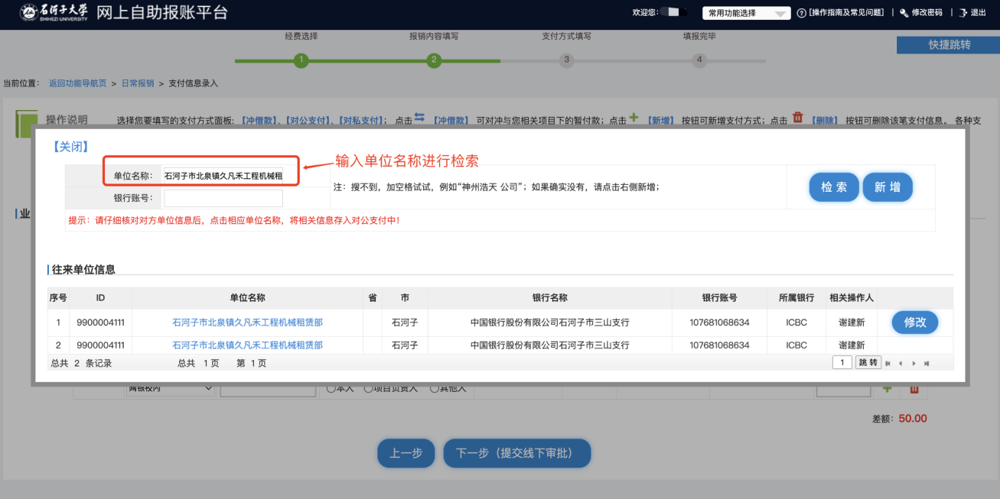 石河子大学 SHIHEZI UNIVERSITY 网上自助报账平台
欢迎您: 常用功能选择 [操作指南及常见问题] | 修改密码 | 退出
经费选择 报销内容填写 支付方式填写 填报完毕
快捷跳转
1 2 3 4
当前位置: 返回功能导航页 > 日常报销 > 支付信息录入
操作说明 选择您要填写的支付方式面板:【冲借款】、【对公支付】、【对私支付】; 点击 【冲借款】 可对冲与您相关项目下的暂付款; 点击 【新增】 按钮可新增支付方式; 点击 【删除】 按钮可删除该笔支付信息。 各种支
【关闭】
输入单位名称进行检索
单位名称: 石河子市北泉镇久凡禾工程机械租
注: 搜不到, 加空格试试, 例如“神州浩天 公司”; 如果确实没有, 请点击右侧新增;
检 索 新 增
银行账号:
业
提示: 请仔细核对对方单位信息后, 点击相应单位名称, 将相关信息存入对公支付中!
往来单位信息
序号 ID 单位名称 省 市 银行名称 银行账号 所属银行 相关操作人
1 9900004111 石河子市北泉镇久凡禾工程机械租赁部 石河子 中国银行股份有限公司石河子市三山支行 107681068634 ICBC 谢建新 修改
2 9900004111 石河子市北泉镇久凡禾工程机械租赁部 石河子 中国银行股份有限公司石河子市三山支行 107681068634 ICBC 谢建新
总共 2 条记录 总共 1 页 第 1 页 1 跳 转
网银校内 本人 项目负责人 其他人
差额: 50.00
上一步 下一步（提交线下审批）